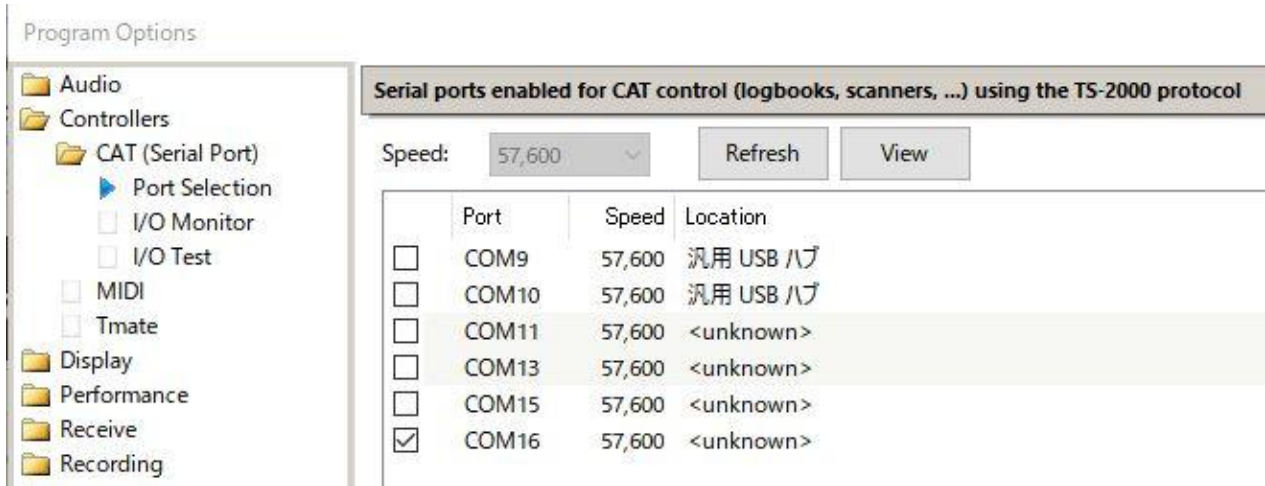 Program Options
Audio
Controllers
CAT (Serial Port)
Port Selection
I/O Monitor
I/O Test
MIDI
Tmate
Display
Performance
Receive
Recording
Serial ports enabled for CAT control (logbooks, scanners, ...) using the TS-2000 protocol
Speed: 57,600 Refresh View
Port Speed Location
COM9 57,600 汎用 USB ハブ
COM10 57,600 汎用 USB ハブ
COM11 57,600 <unknown>
COM13 57,600 <unknown>
COM15 57,600 <unknown>
COM16 57,600 <unknown>